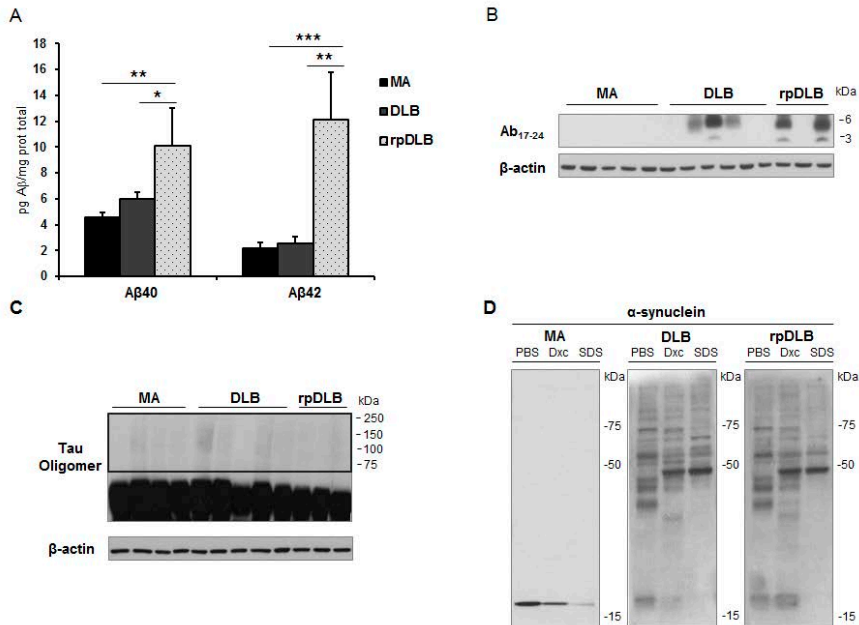 A
18
16
14
12
10
8
6
4
2
0
pg Aβ/mg prot total
***
**
**
*
MA
DLB
rpDLB
Aβ40 Aβ42
B
MA DLB rpDLB kDa
Ab17-24
-6
-3
β-actin
C
MA DLB rpDLB kDa
-250
-150
-100
-75
Tau
Oligomer
β-actin
D
α-synuclein
MA DLB rpDLB
PBS Dxc SDS PBS Dxc SDS PBS Dxc SDS
kDa kDa kDa
-75 -75 -75
-50 -50 -50
-15 -15 -15